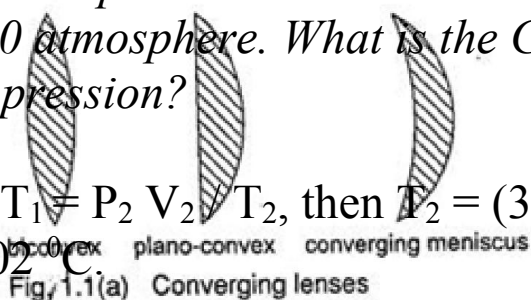 0 atmosphere. What is the C
pression?
T₁ = P₂ V₂ / T₂, then T₂ = (3
biconvex plano-convex converging meniscus
02 ⁰C.
Fig. 1.1(a) Converging lenses